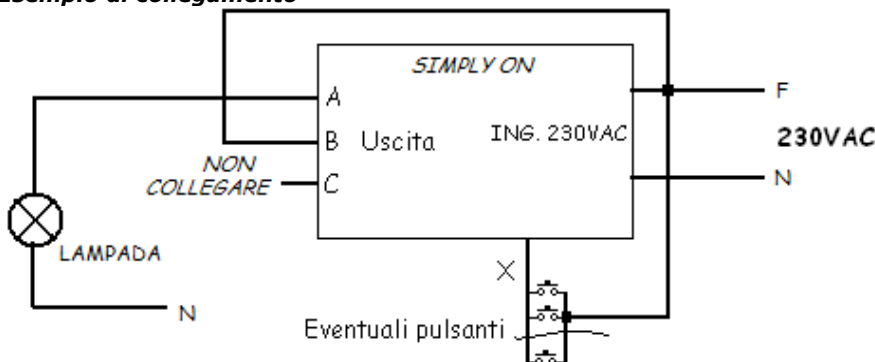 Esempio di collegamento
SIMPLY ON
A
F
B Uscita
ING. 230VAC
230VAC
NON
COLLEGARE
C
N
LAMPADA
X
N
Eventuali pulsanti